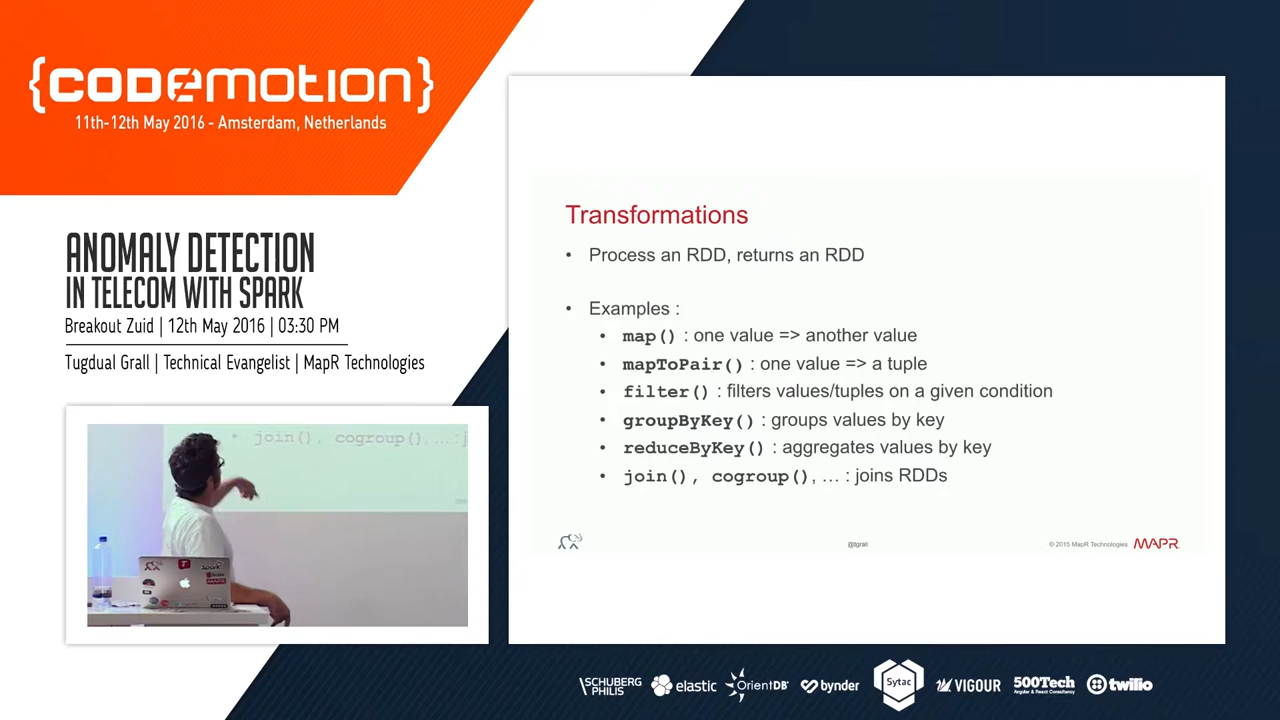 {CODEMOTION}
11th-12th May 2016 - Amsterdam, Netherlands
ANOMALY DETECTION
IN TELECOM WITH SPARK
Breakout Zuid | 12th May 2016 | 03:30 PM
Tugdual Grall | Technical Evangelist | MapR Technologies
• join(), cogroup(), … : j
Spark
Transformations
• Process an RDD, returns an RDD
• Examples :
• map() : one value => another value
• mapToPair() : one value => a tuple
• filter() : filters values/tuples on a given condition
• groupByKey() : groups values by key
• reduceByKey() : aggregates values by key
• join(), cogroup(), … : joins RDDs
@tgrall
© 2015 MapR Technologies MAPR
SCHUBERG PHILIS
elastic
OrientDB
bynder
Sytac
VIGOUR
500Tech
Angular & React Consultancy
twilio